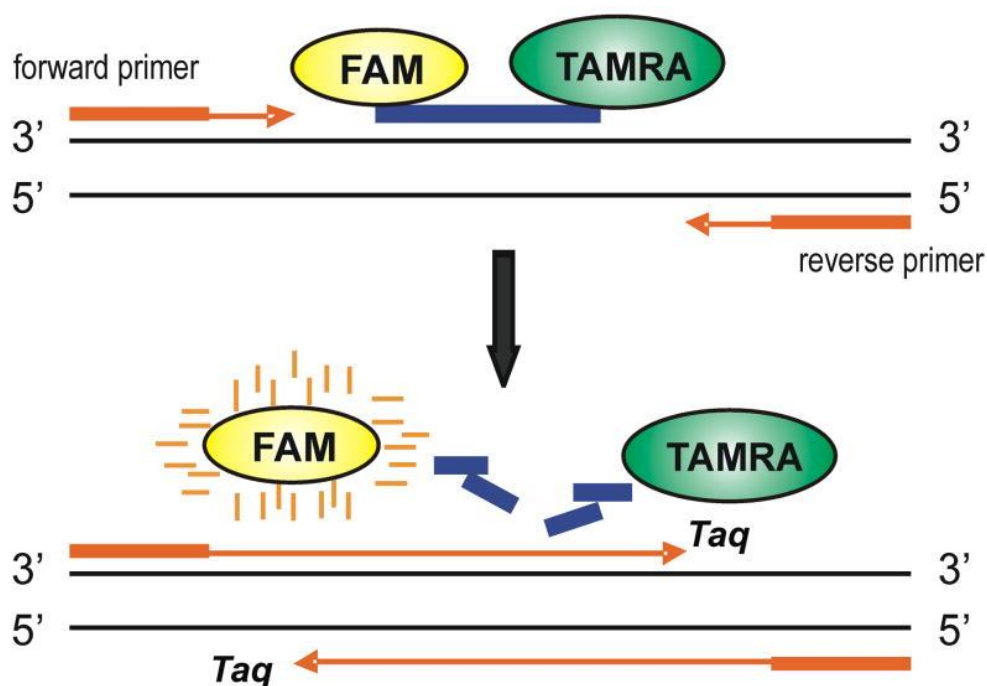 FAM TAMRA
forward primer
3’ 3’
5’ 5’
reverse primer
FAM TAMRA
Taq
3’ 3’
5’ 5’
Taq